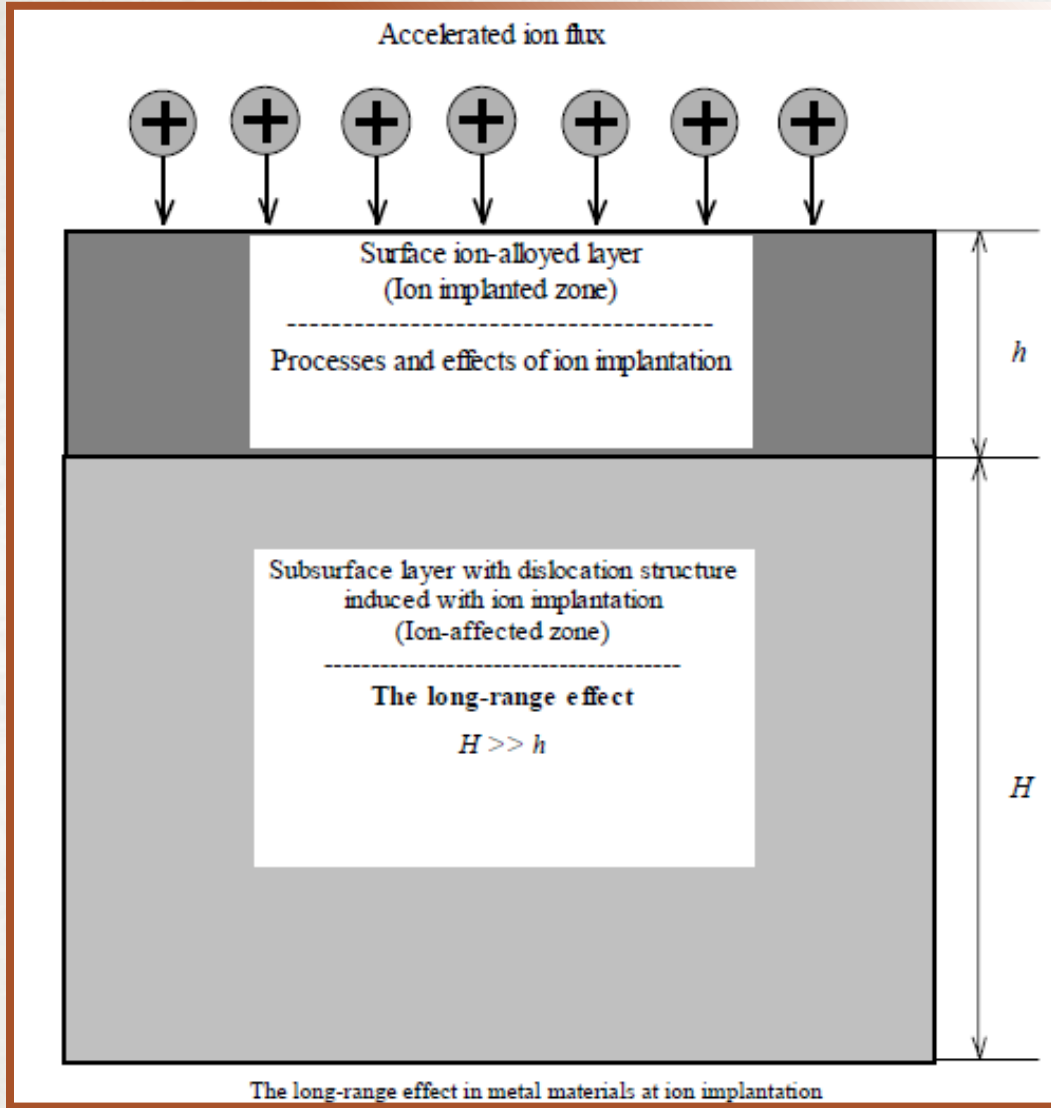 Accelerated ion flux
+ + + + + + +
Surface ion-alloyed layer
(Ion implanted zone)
---------------------------------------
Processes and effects of ion implantation
h
Subsurface layer with dislocation structure
induced with ion implantation
(Ion-affected zone)
---------------------------------------
The long-range effect
H >> h
H
The long-range effect in metal materials at ion implantation